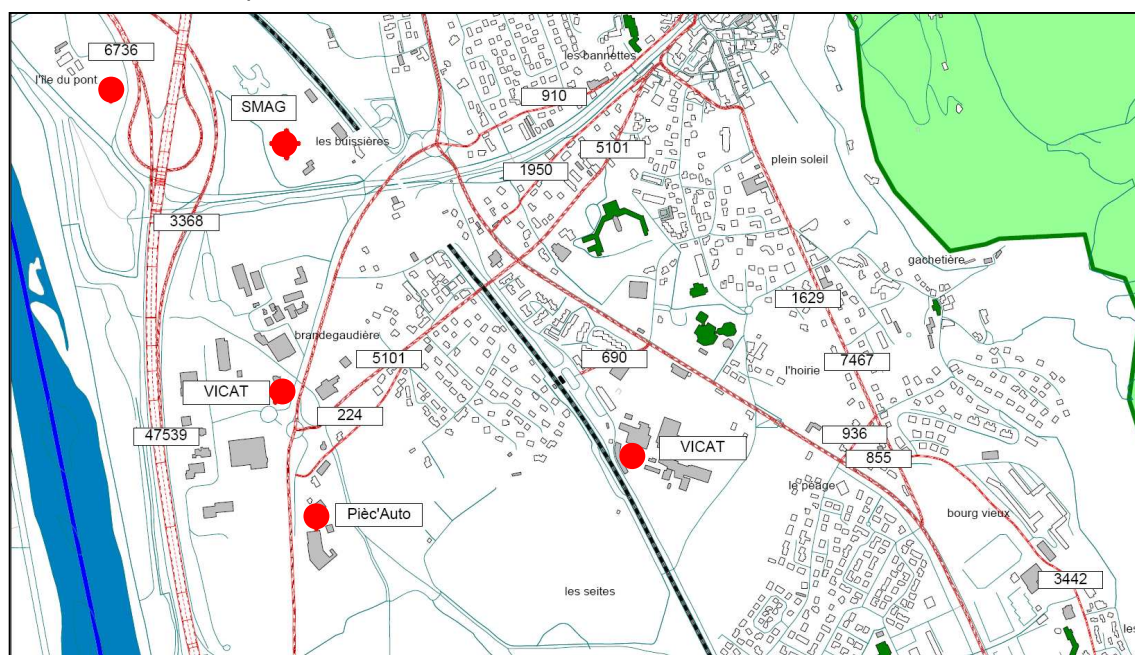 6736
l'île du pont
SMAG
les buissières
les bannettes
910
5101
1950
plein soleil
3368
gachetière
1629
brandegaudière
5101
690
l'hoirie
7467
VICAT
224
47539
936
855
VICAT
le péage
Pièc'Auto
bourg vieux
3442
les seites
les